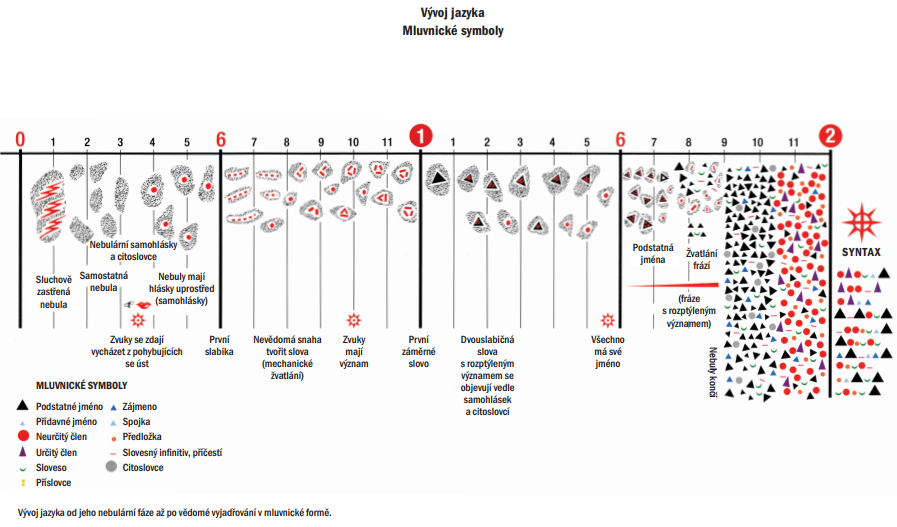 Vývoj jazyka
Mluvnické symboly
0 1 2 3 4 5 6 7 8 9 10 11 1 1 2 3 4 5 6 7 8 9 10 11 2
Nebulární samohlásky
a citoslovce
Sluchově
zastřená
nebula
Samostatná
nebula
Nebuly mají
hlásky uprostřed
(samohlásky)
Zvuky se zdají
vycházet z pohybujících
se úst
První
slabika
Nevědomá snaha
tvořit slova
(mechanické
žvatlání)
Zvuky
mají
význam
První
záměrné
slovo
Dvouslabičná
slova
s rozptýleným
významem se
objevují vedle
samohlásek
a citoslovcí
Všechno
má své
jméno
Podstatná
jména
Žvatlání
frází
(fráze
s rozptýleným
významem)
Nebuly končí
SYNTAX
MLUVNICKÉ SYMBOLY
Podstatné jméno
Přídavné jméno
Neurčitý člen
Určitý člen
Sloveso
Příslovce
Zájmeno
Spojka
Předložka
Slovesný infinitiv, příčestí
Citoslovce
Vývoj jazyka od jeho nebulární fáze až po vědomé vyjadřování v mluvnické formě.